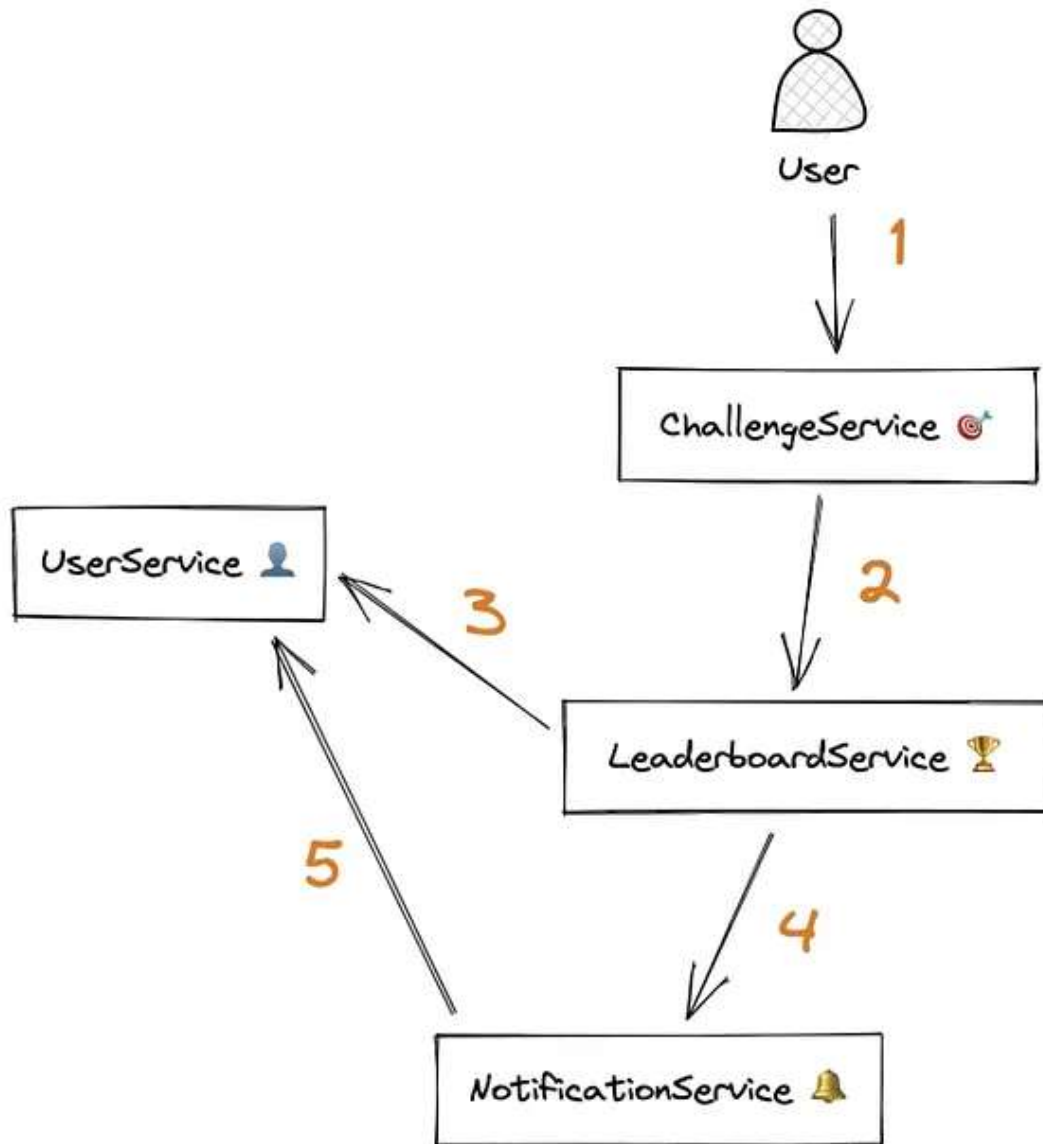 User
1
ChallengeService
2
UserService
3
LeaderboardService
5
4
NotificationService